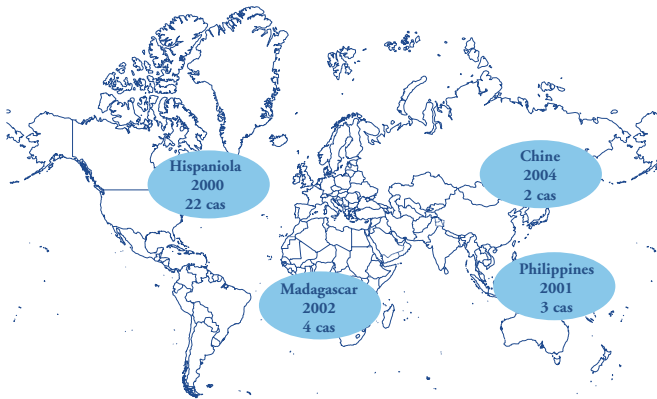 Hispaniola
2000
22 cas
Chine
2004
2 cas
Madagascar
2002
4 cas
Philippines
2001
3 cas